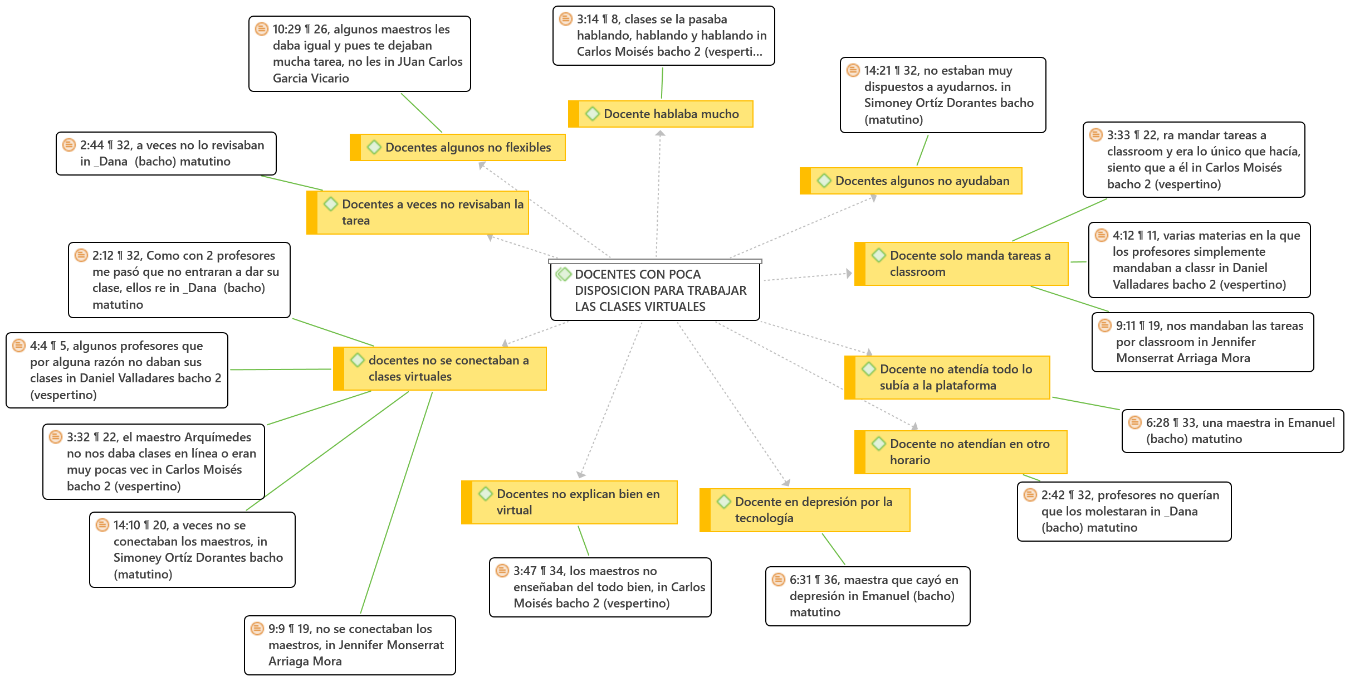 10:29 ¶ 26, algunos maestros les
daba igual y pues te dejaban
mucha tarea, no les in JUan Carlos
Garcia Vicario
3:14 ¶ 8, clases se la pasaba
hablando, hablando y hablando in
Carlos Moisés bacho 2 (vesperti...
14:21 ¶ 32, no estaban muy
dispuestos a ayudarnos. in
Simoney Ortíz Dorantes bacho
(matutino)
Docente hablaba mucho
Docentes algunos no flexibles
2:44 ¶ 32, a veces no lo revisaban
in _Dana (bacho) matutino
3:33 ¶ 22, ra mandar tareas a
classroom y era lo único que hacía,
siento que a él in Carlos Moisés
bacho 2 (vespertino)
Docentes algunos no ayudaban
Docentes a veces no revisaban la
tarea
4:12 ¶ 11, varias materias en la que
los profesores simplemente
mandaban a classr in Daniel
Valladares bacho 2 (vespertino)
Docente solo manda tareas a
classroom
2:12 ¶ 32, Como con 2 profesores
me pasó que no entraran a dar su
clase, ellos re in _Dana (bacho)
matutino
DOCENTES CON POCA
DISPOSICION PARA TRABAJAR
LAS CLASES VIRTUALES
9:11 ¶ 19, nos mandaban las tareas
por classroom in Jennifer
Monserrat Arriaga Mora
4:4 ¶ 5, algunos profesores que
por alguna razón no daban sus
clases in Daniel Valladares bacho 2
(vespertino)
docentes no se conectaban a
clases virtuales
Docente no atendía todo lo
subía a la plataforma
6:28 ¶ 33, una maestra in Emanuel
(bacho) matutino
3:32 ¶ 22, el maestro Arquímedes
no nos daba clases en línea o eran
muy pocas vec in Carlos Moisés
bacho 2 (vespertino)
Docente no atendían en otro
horario
2:42 ¶ 32, profesores no querían
que los molestaran in _Dana
(bacho) matutino
Docentes no explican bien en
virtual
Docente en depresión por la
tecnología
14:10 ¶ 20, a veces no se
conectaban los maestros, in
Simoney Ortíz Dorantes bacho
(matutino)
3:47 ¶ 34, los maestros no
enseñaban del todo bien, in Carlos
Moisés bacho 2 (vespertino)
6:31 ¶ 36, maestra que cayó en
depresión in Emanuel (bacho)
matutino
9:9 ¶ 19, no se conectaban los
maestros, in Jennifer Monserrat
Arriaga Mora